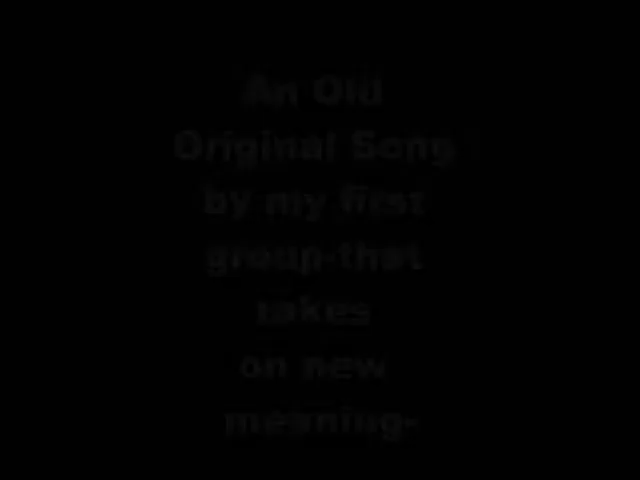 An Old
Original Song
by my first
group-that
takes
on new
meaning-